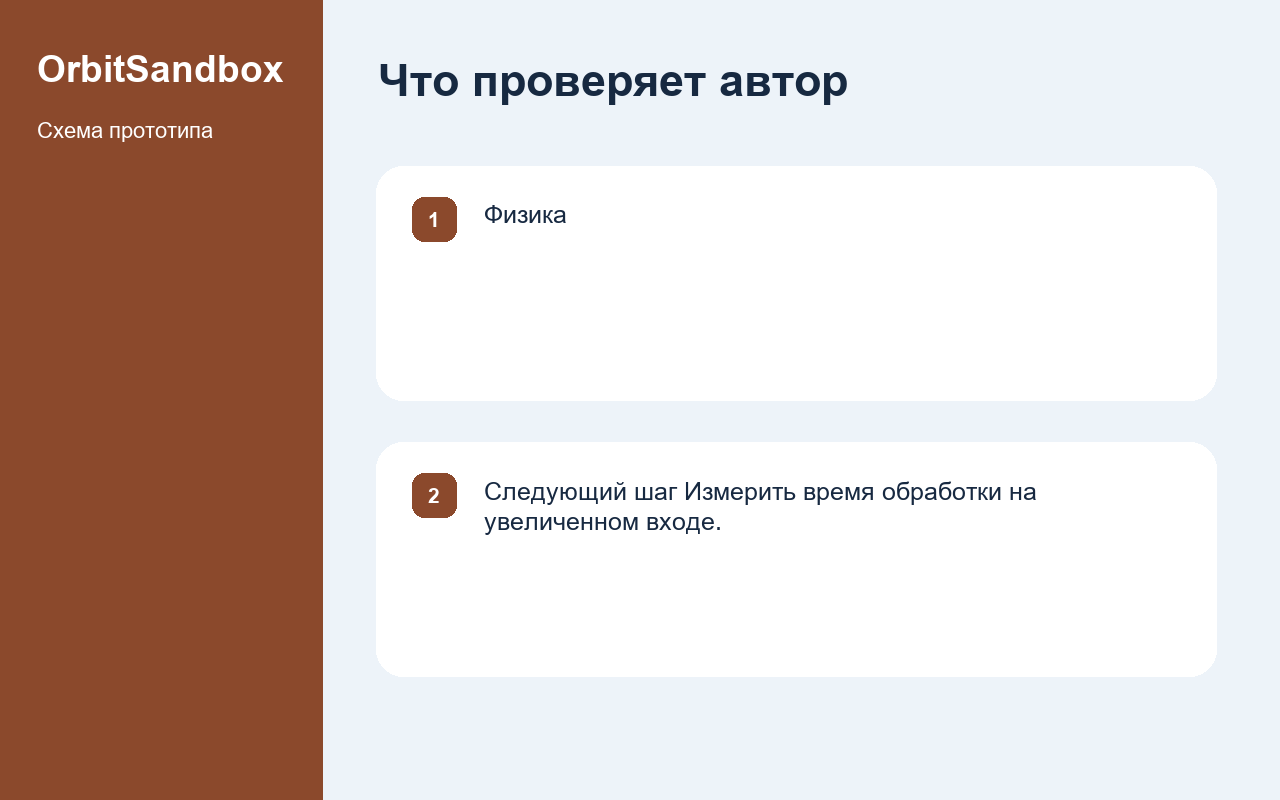 OrbitSandbox
Схема прототипа
Что проверяет автор
1
Физика
2
Следующий шаг Измерить время обработки на
увеличенном входе.